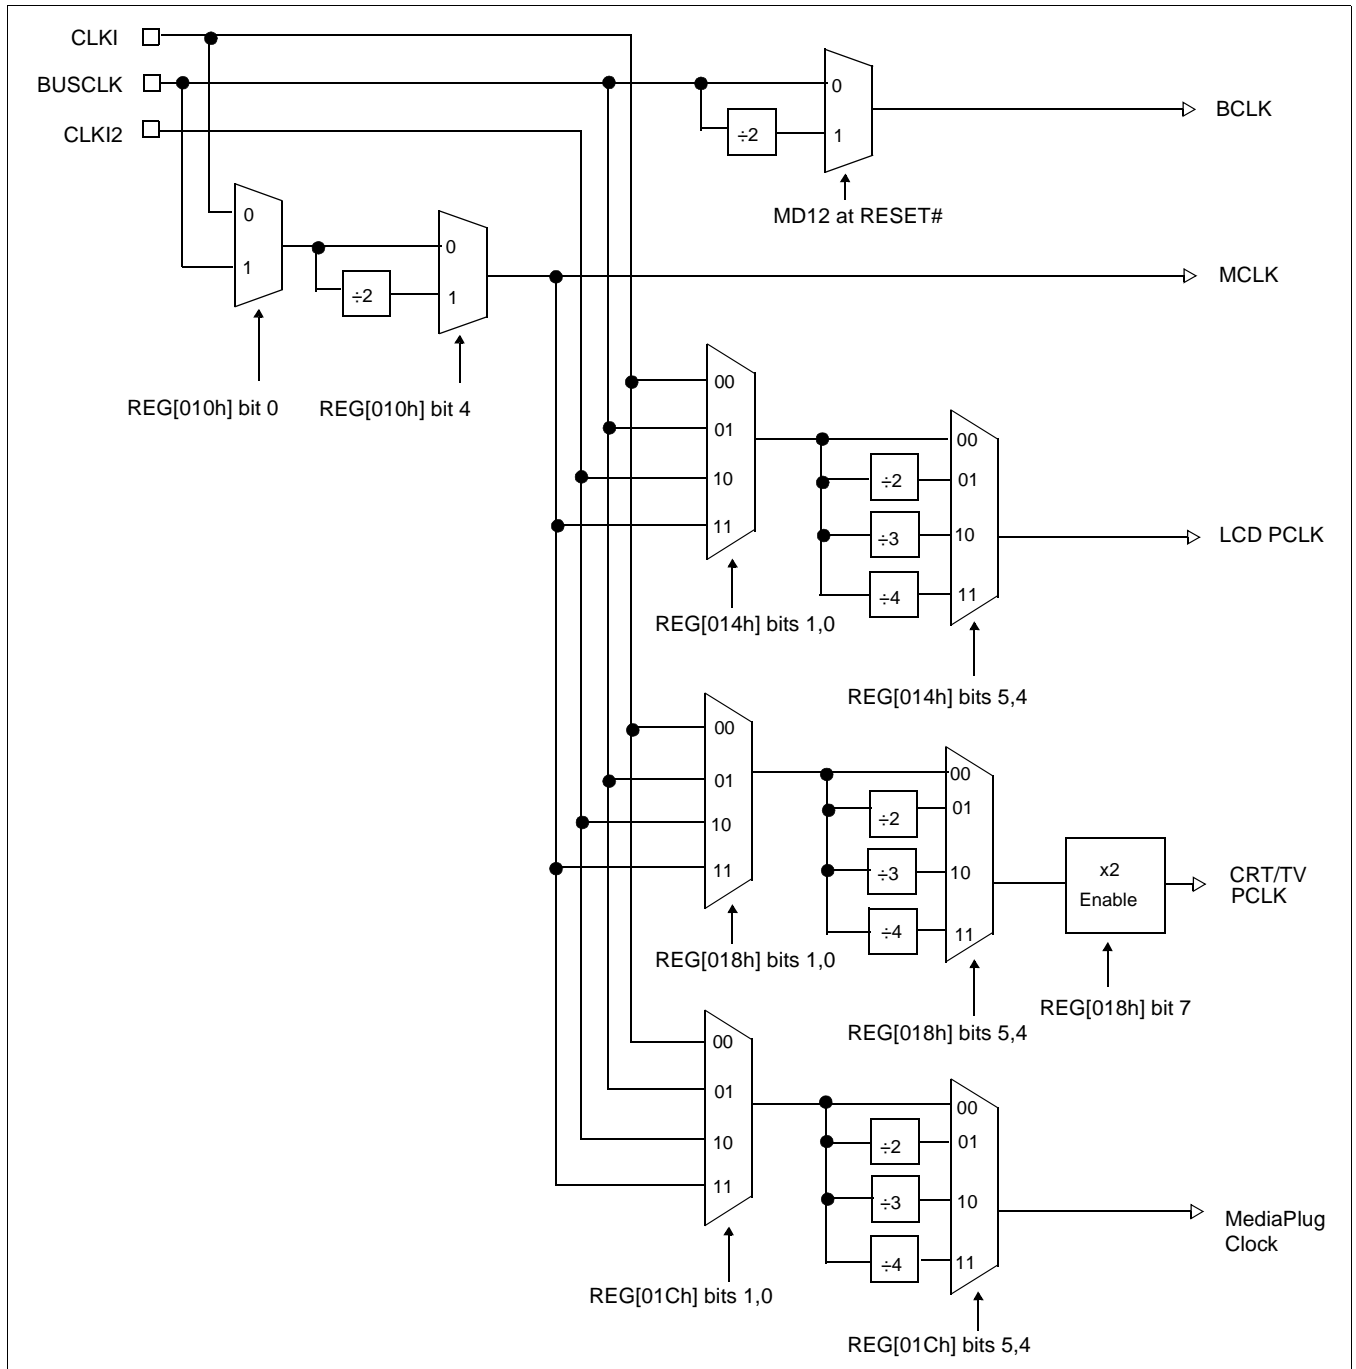 CLKI
BUSCLK
CLKI2
0
÷2
1
BCLK
MD12 at RESET#
0
1
÷2
0
1
MCLK
REG[010h] bit 0
REG[010h] bit 4
00
01
10
11
÷2
÷3
÷4
00
01
10
11
LCD PCLK
REG[014h] bits 1,0
REG[014h] bits 5,4
00
01
10
11
÷2
÷3
÷4
00
01
10
11
x2
Enable
CRT/TV
PCLK
REG[018h] bits 1,0
REG[018h] bits 5,4
REG[018h] bit 7
00
01
10
11
÷2
÷3
÷4
00
01
10
11
MediaPlug
Clock
REG[01Ch] bits 1,0
REG[01Ch] bits 5,4